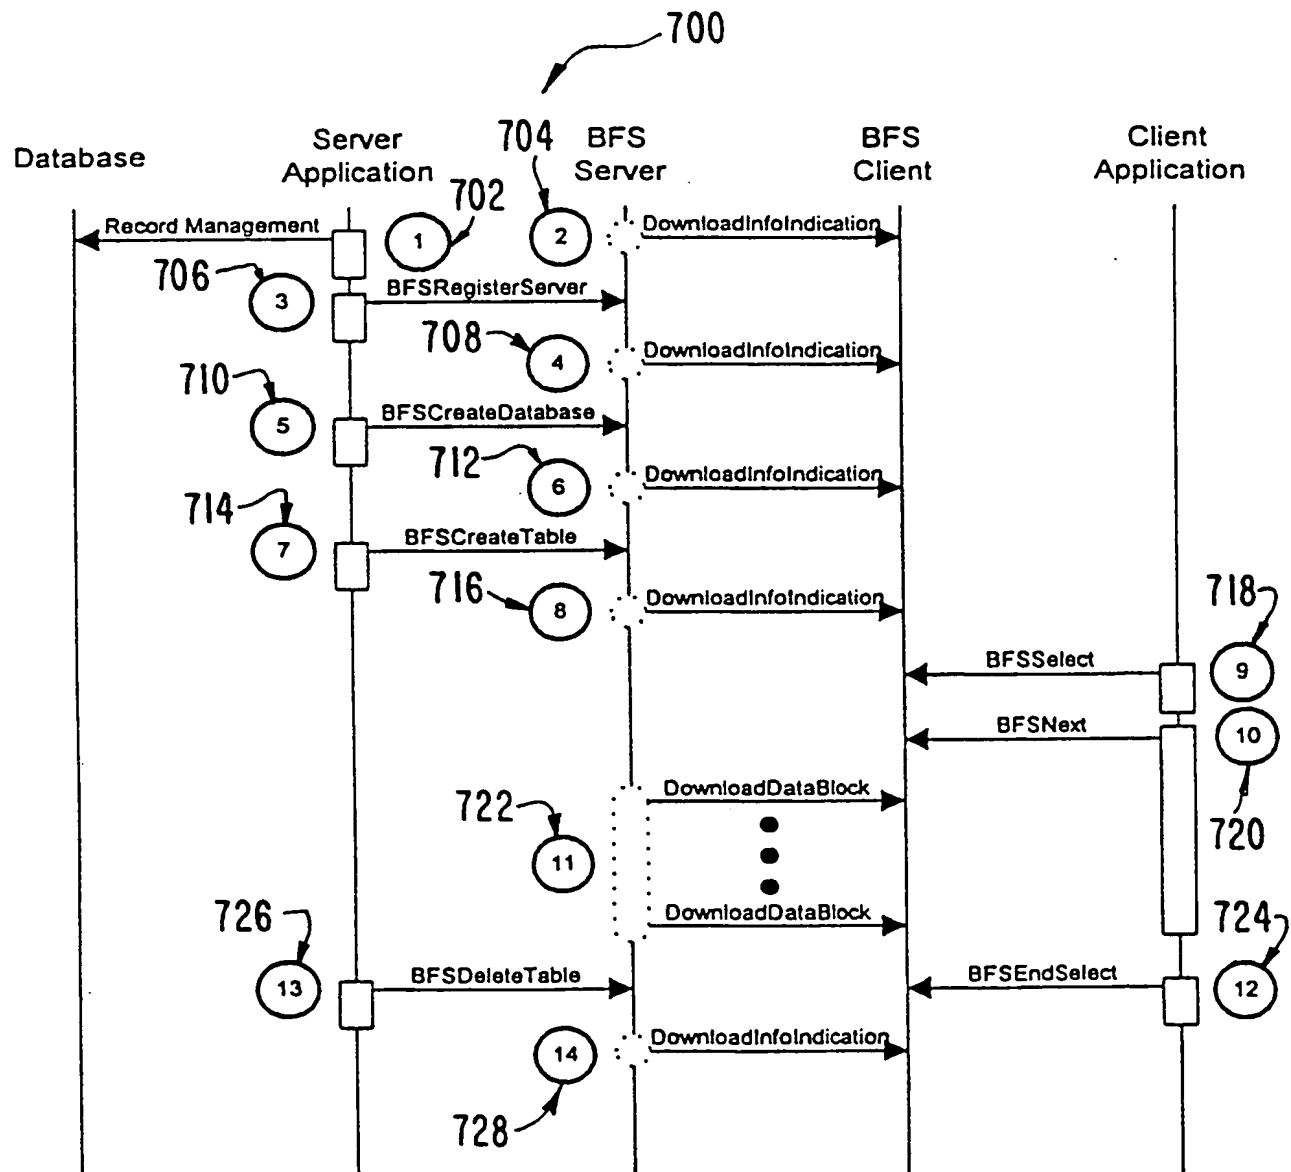 700
Database
Server
Application
704
BFS
Server
BFS
Client
Client
Application
Record Management
1
702
2
DownloadInfoIndication
706
3
BFSRegisterServer
708
4
DownloadInfoIndication
710
5
BFSCreateDatabase
712
6
DownloadInfoIndication
714
7
BFSCreateTable
716
8
DownloadInfoIndication
718
BFSSelect
9
BFSNext
10
720
DownloadDataBlock
722
11
DownloadDataBlock
726
724
13
BFSDeleteTable
BFSEndSelect
12
14
DownloadInfoIndication
728